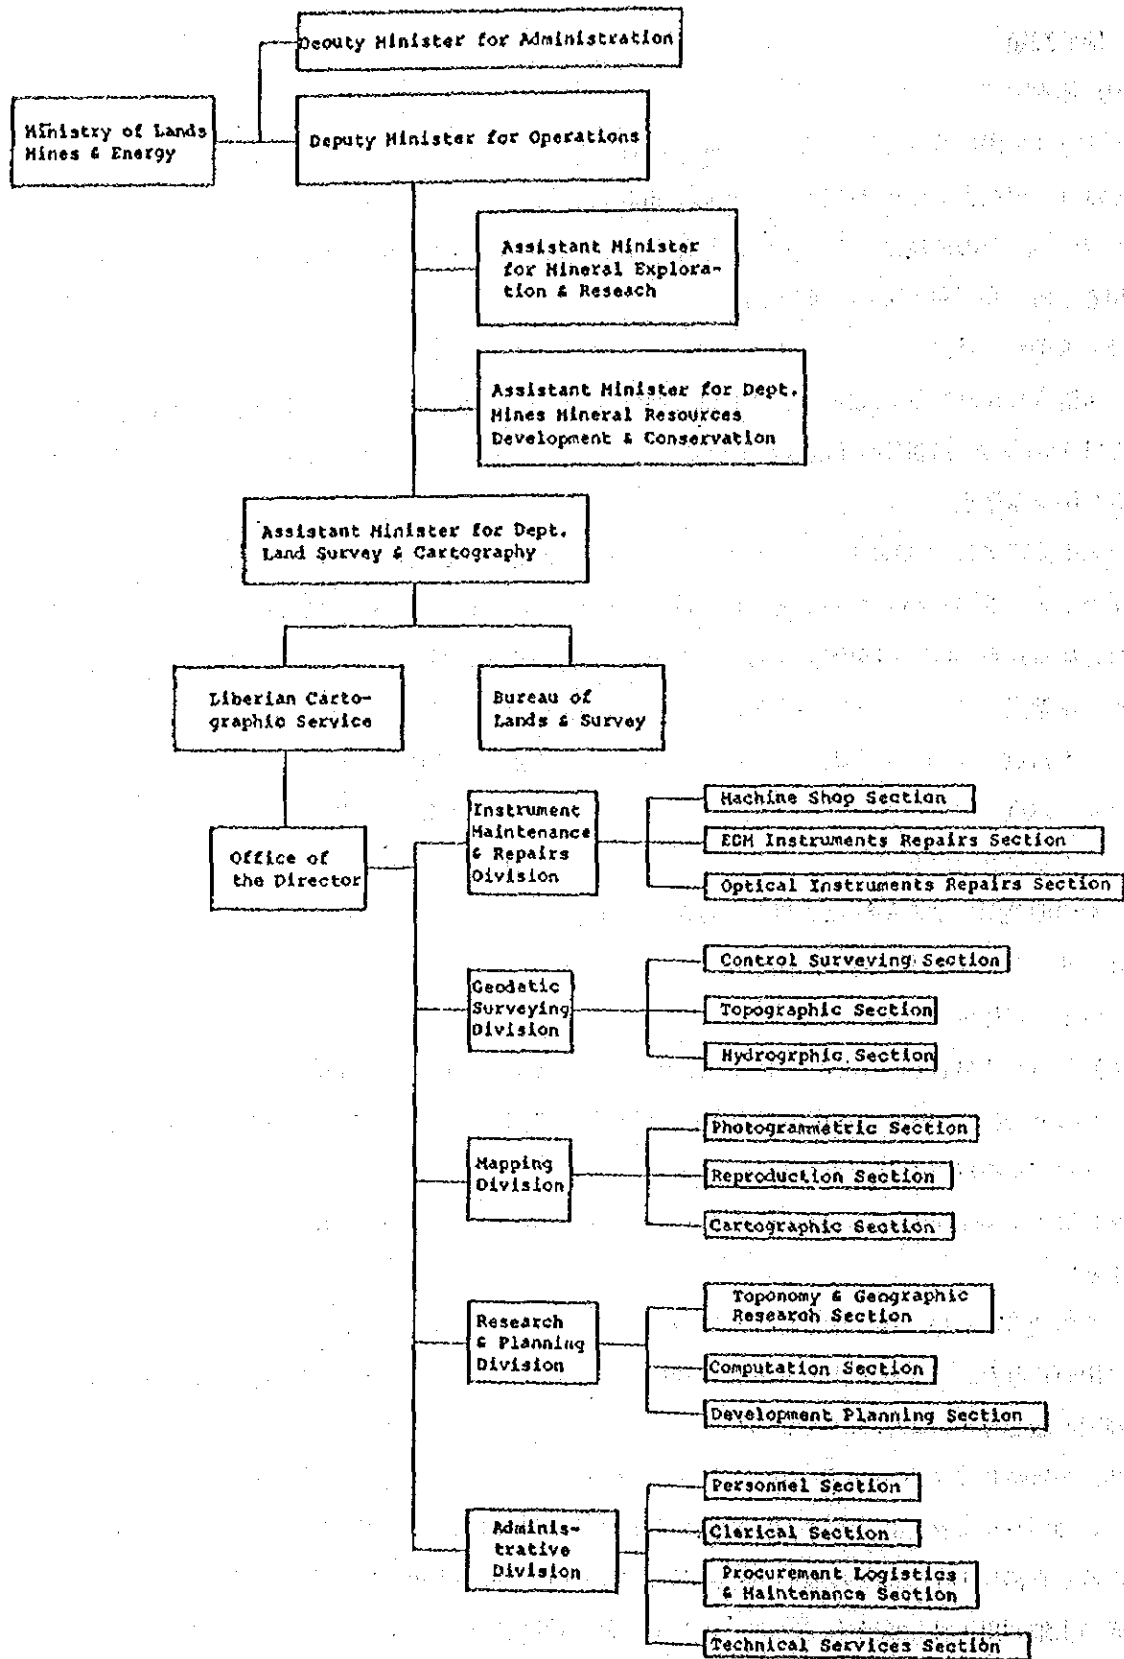 Deouty Minister for Administration
Ministry of Lands
Mines & Energy
Deputy Minister for Operations
Assistant Minister
for Mineral Explora-
tion & Reseach
Assistant Minister for Dept.
Mines Mineral Resources
Development & Conservation
Assistant Minister for Dept.
Land Survey & Cartography
Liberian Carto-
graphic Service
Bureau of
Lands & Survey
Office of
the Director
Instrument
Maintenance
& Repairs
Division
Machine Shop Section
EDM Instruments Repairs Section
Optical Instruments Repairs Section
Geodatic
Surveying
Division
Control Surveying Section
Topographic Section
Hydrogrphic Section
Mapping
Division
Photogrammetric Section
Reproduction Section
Cartographic Section
Research
& Planning
Division
Toponomy & Geographic
Research Section
Computation Section
Development Planning Section
Adminis-
trative
Division
Personnel Section
Clerical Section
Procurement Logistics
& Maintenance Section
Technical Services Section